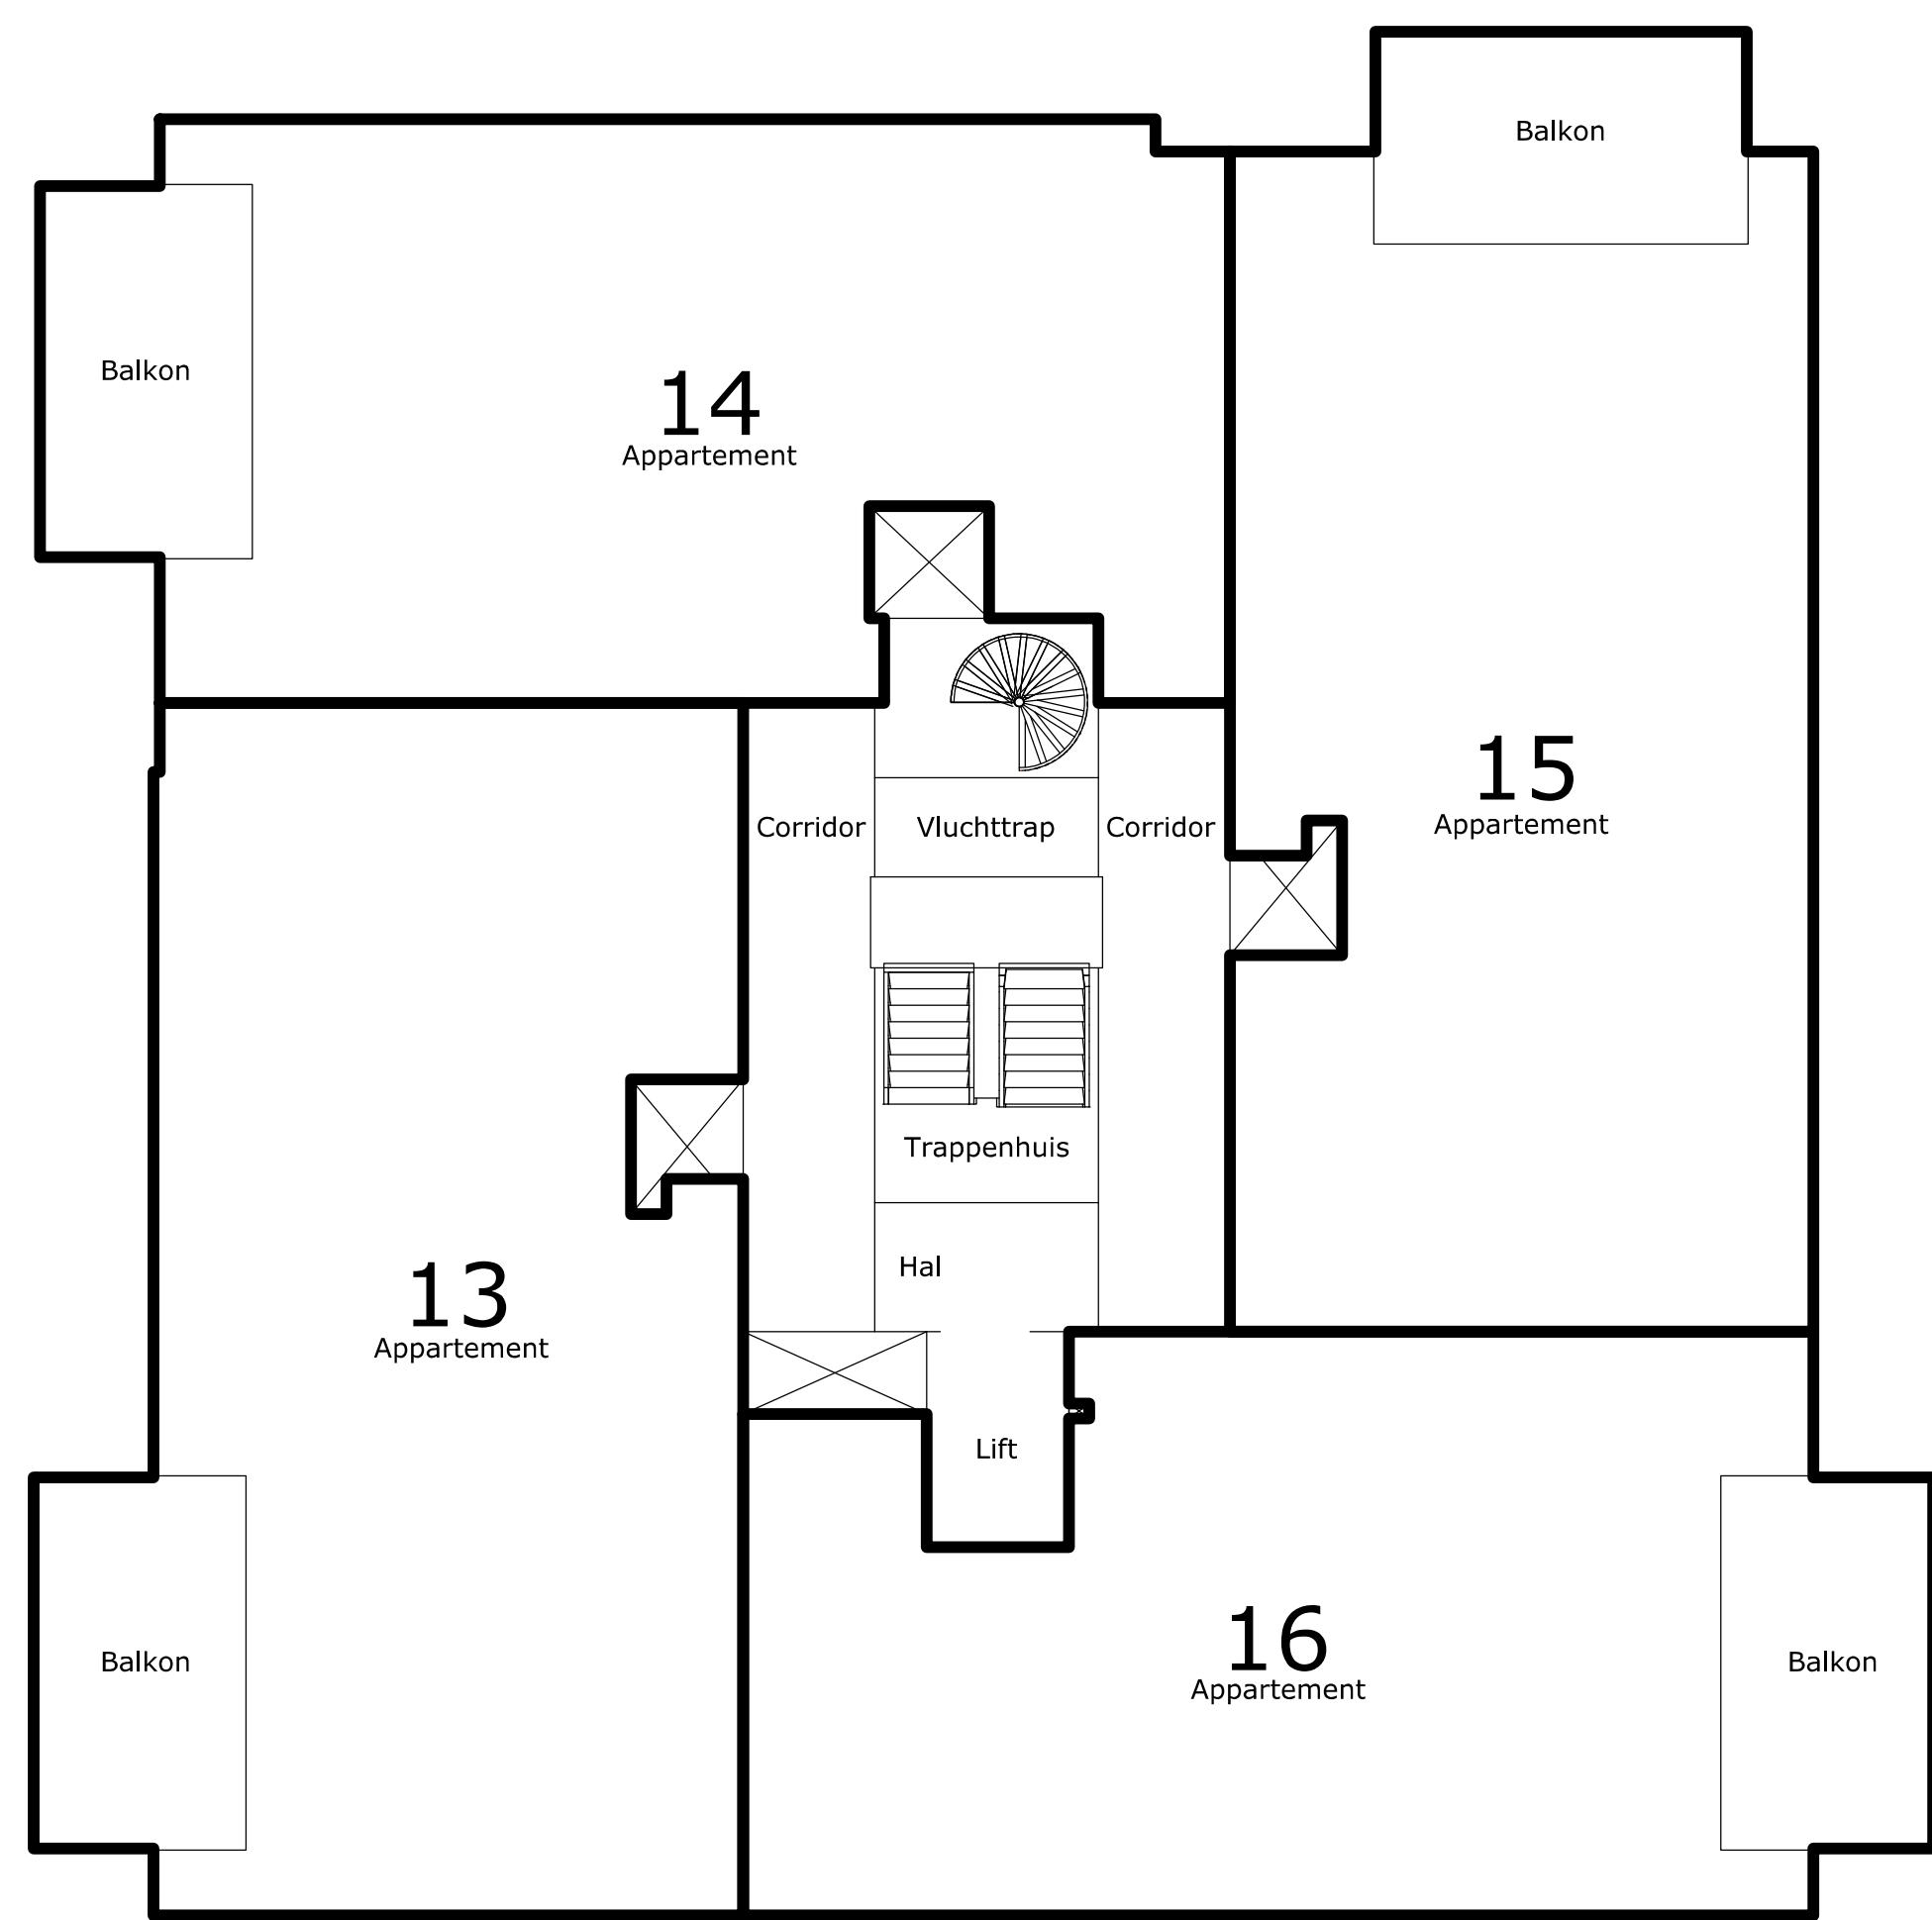 Balkon
Balkon
14
Appartement
15
Appartement
Corridor
Vluchttrap
Corridor
Trappenhuis
Hal
13
Appartement
Lift
16
Appartement
Balkon
Balkon